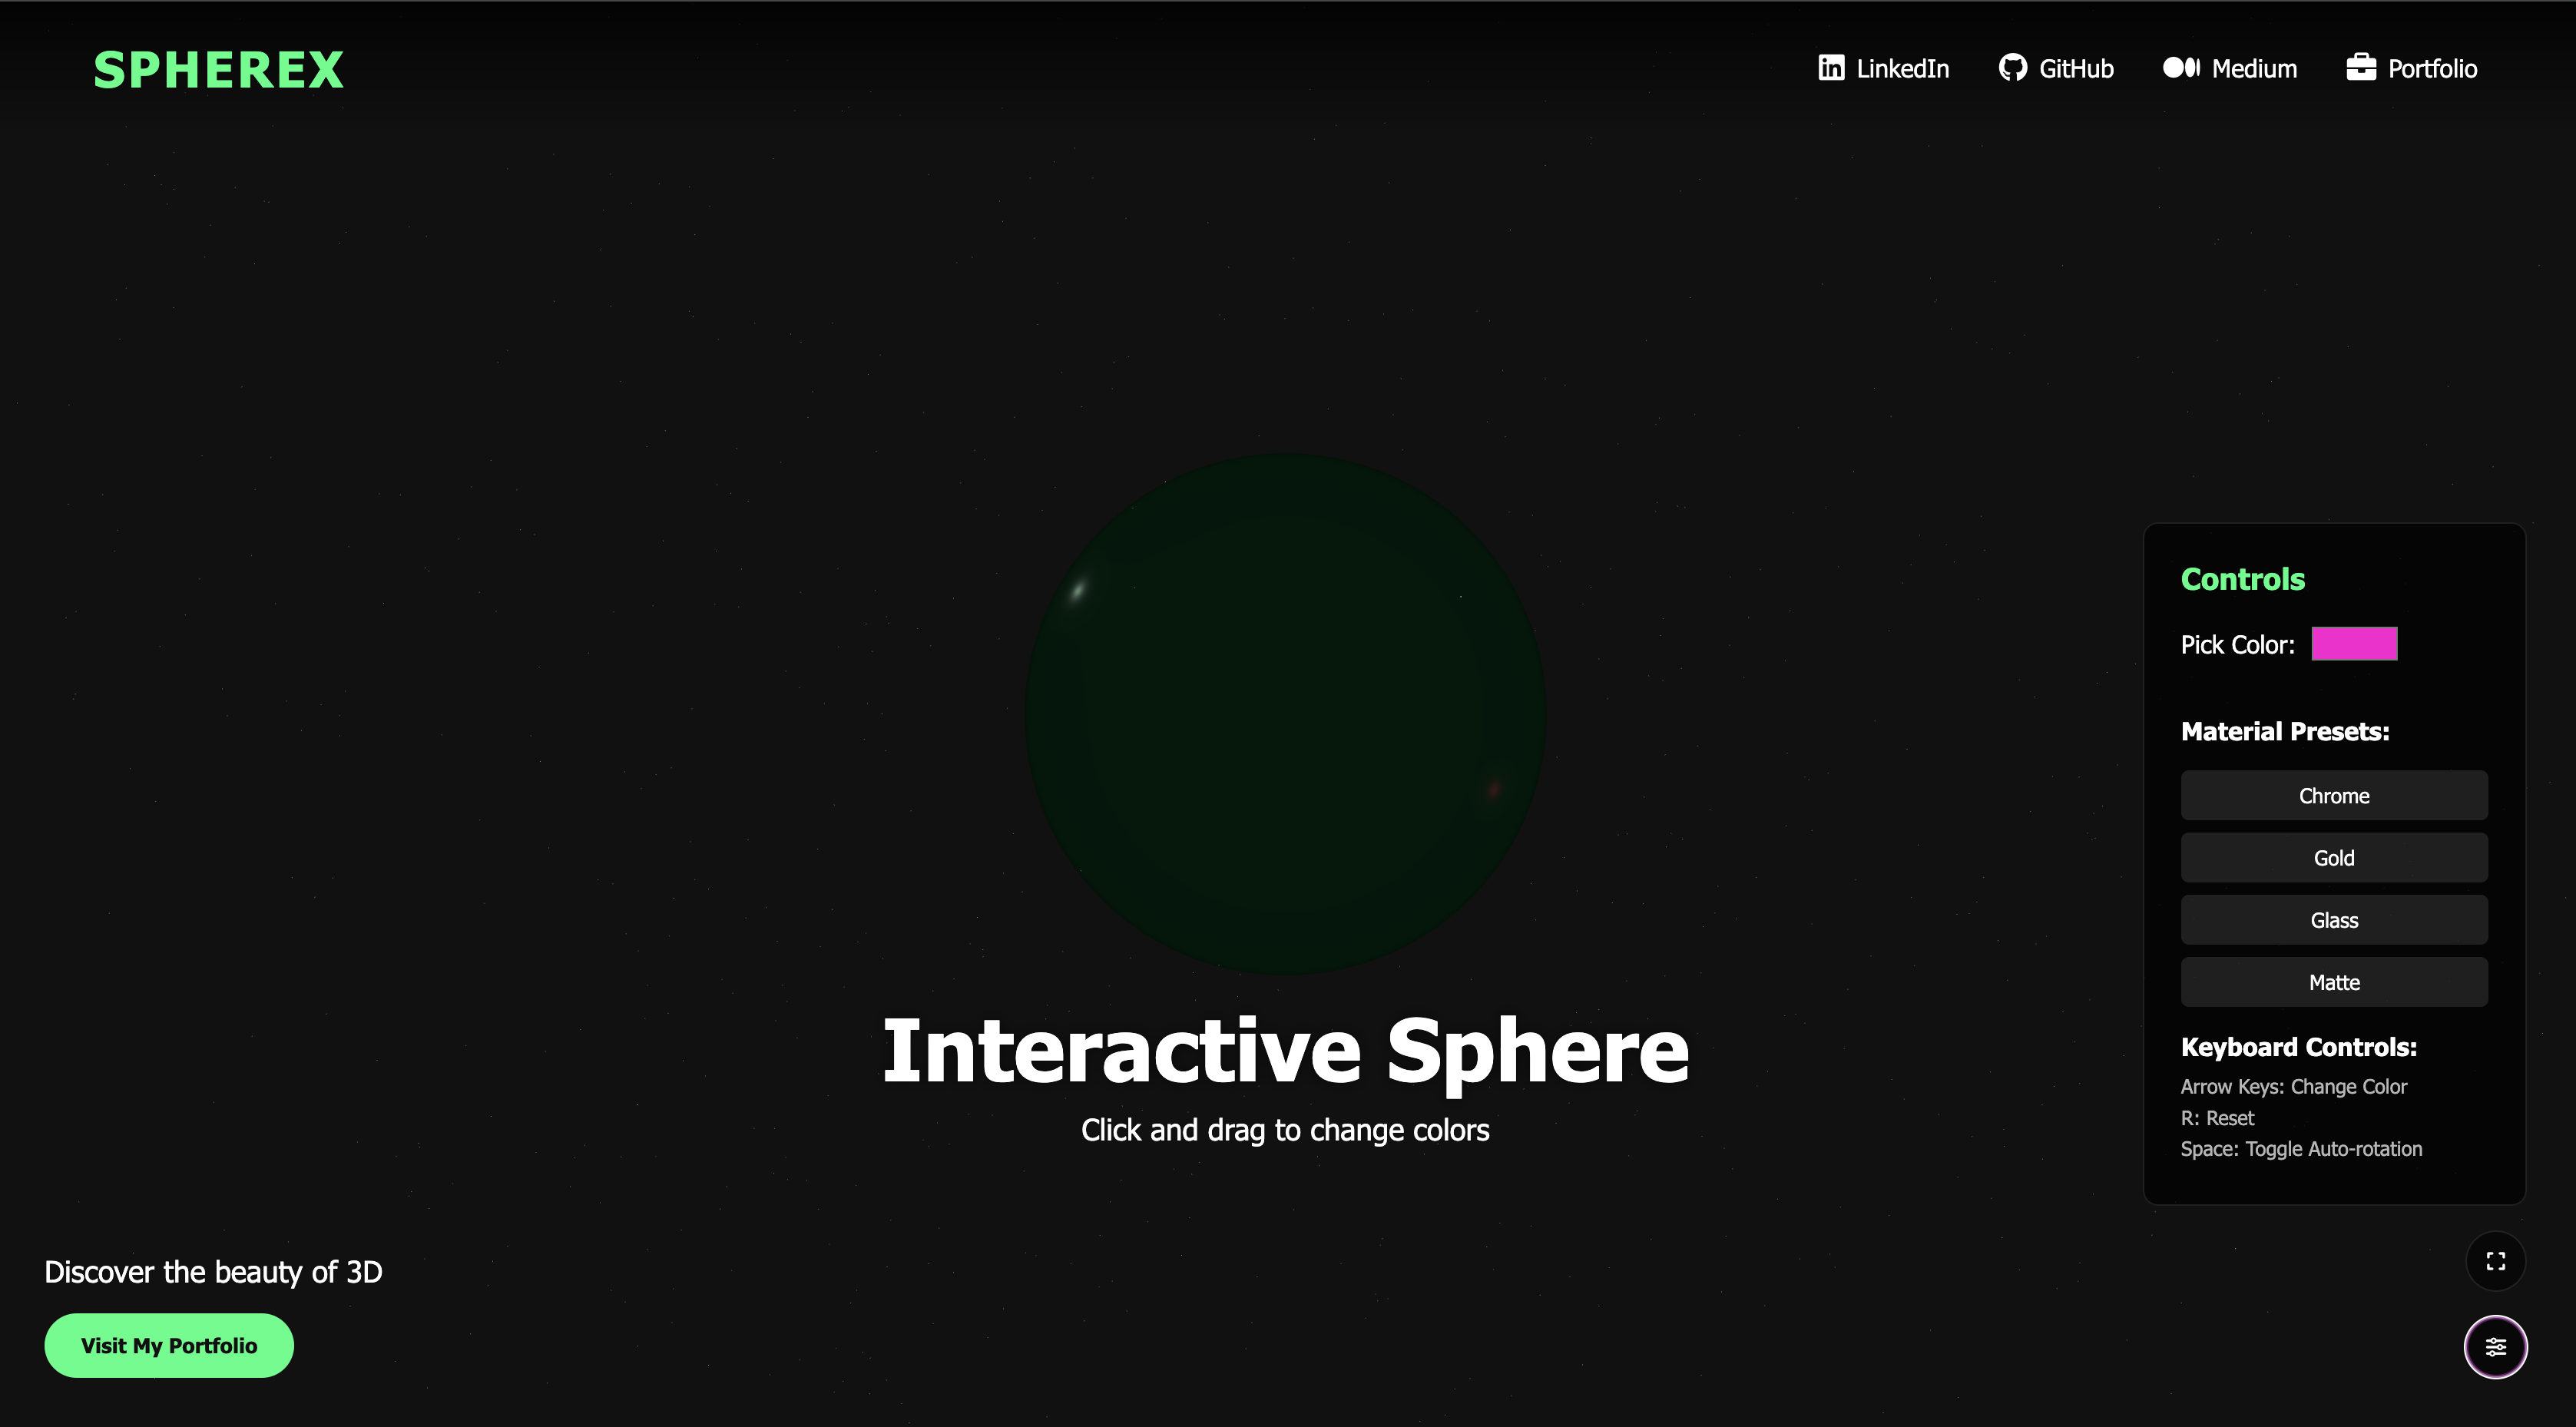 SPHEREX
LinkedIn
GitHub
Medium
Portfolio
Interactive Sphere
Click and drag to change colors
Controls
Pick Color:
Material Presets:
Chrome
Gold
Glass
Matte
Keyboard Controls:
Arrow Keys: Change Color
R: Reset
Space: Toggle Auto-rotation
Discover the beauty of 3D
Visit My Portfolio